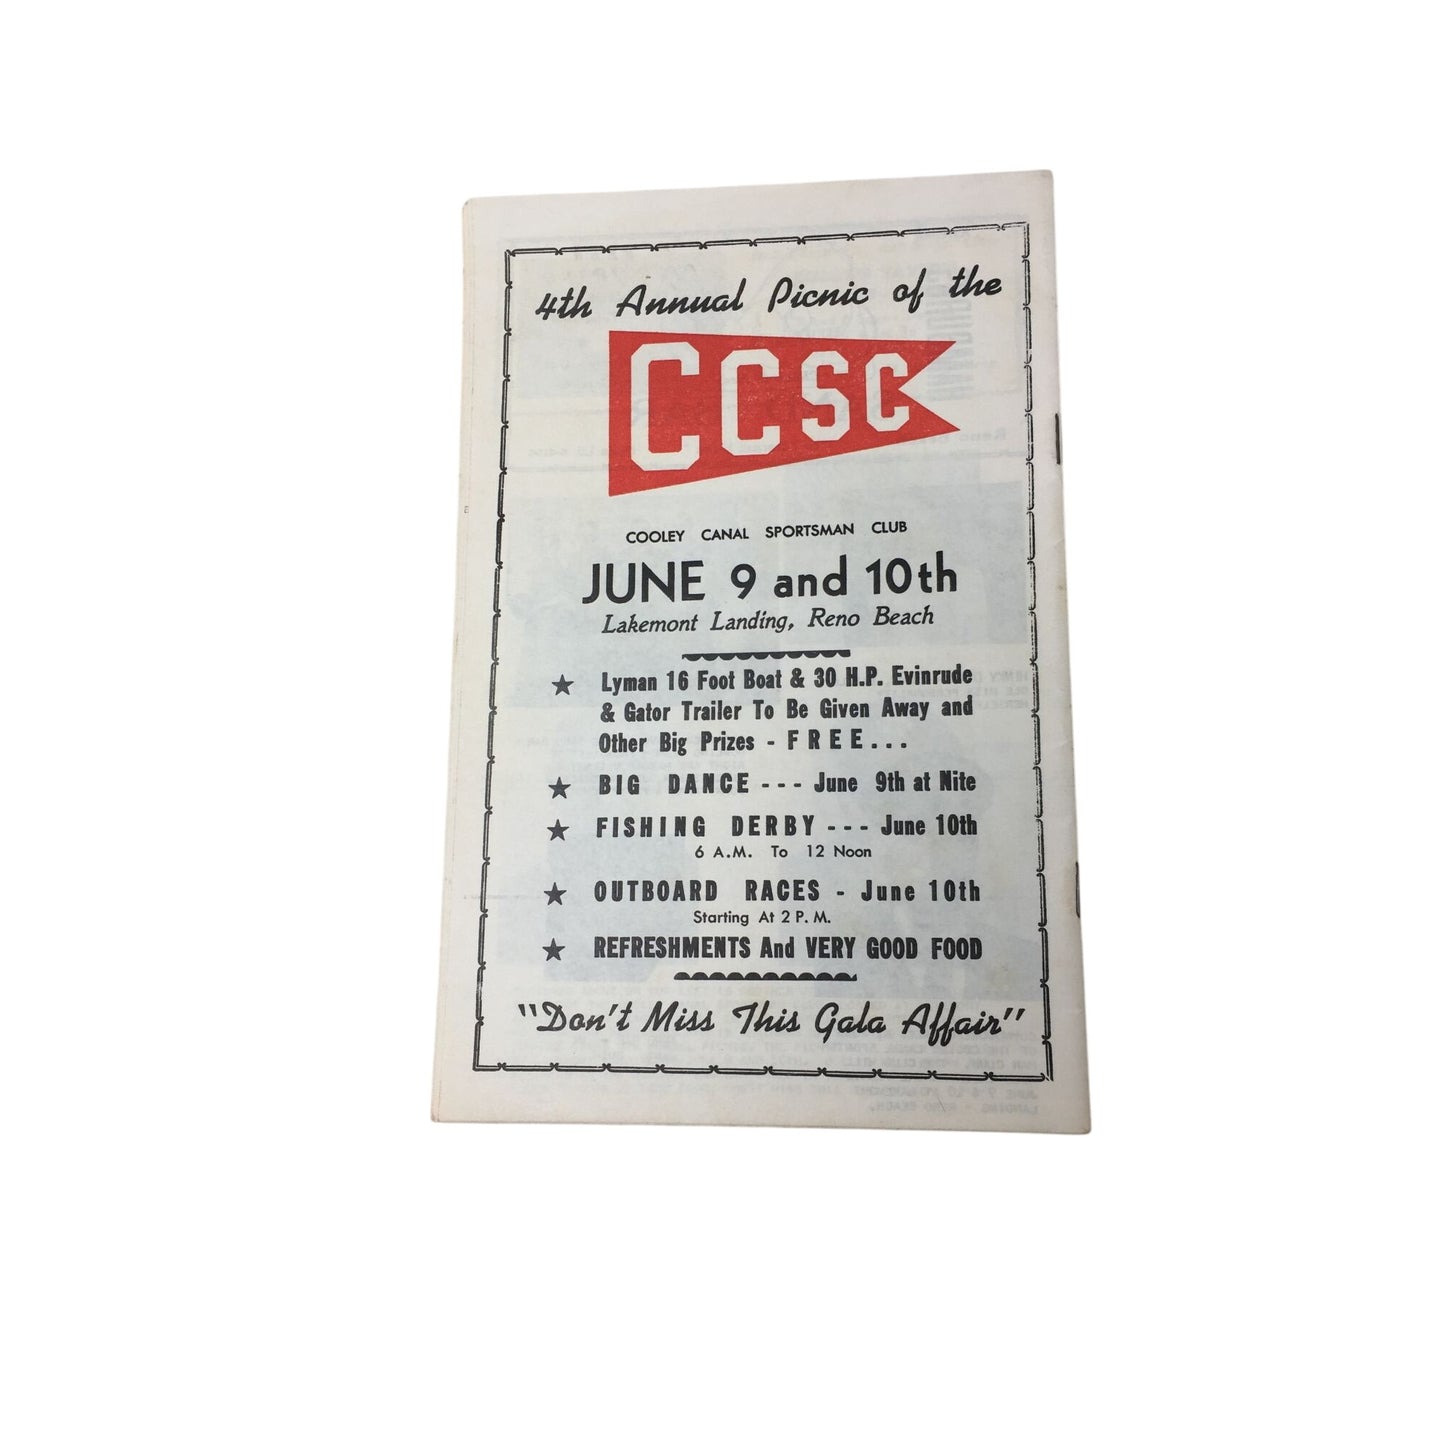 4th Annual Picnic of the
CCSC
COOLEY CANAL SPORTSMAN CLUB
JUNE 9 and 10th
Lakemont Landing, Reno Beach
★ Lyman 16 Foot Boat & 30 H.P. Evinrude
& Gator Trailer To Be Given Away and
Other Big Prizes - FREE...
★ BIG DANCE --- June 9th at Nite
★ FISHING DERBY --- June 10th
6 A.M. To 12 Noon
★ OUTBOARD RACES - June 10th
Starting At 2 P. M.
★ REFRESHMENTS And VERY GOOD FOOD
"Don't Miss This Gala Affair"